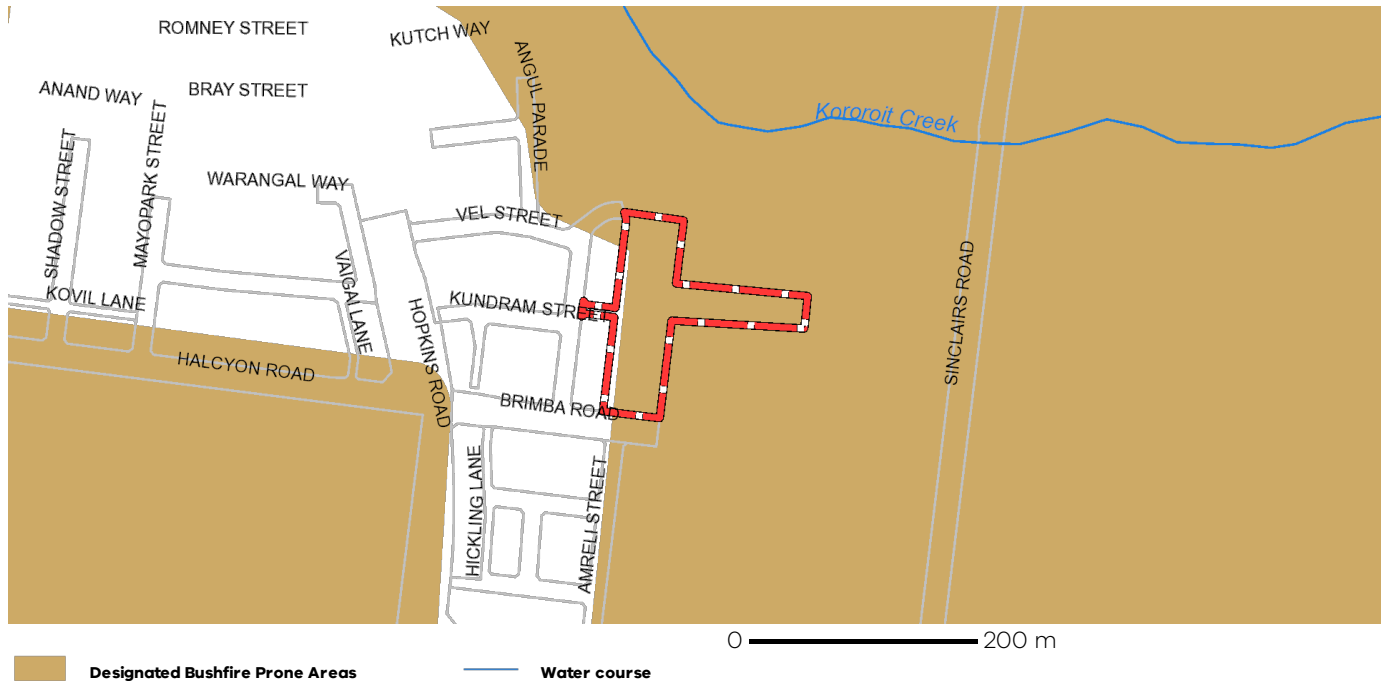 ROMNEY STREET
KUTCH WAY
ANGUL PARADE
ANAND WAY
BRAY STREET
MAYOPARK STREET
Kororoit Creek
SHADOW STREET
WARANGAL WAY
VEL STREET
VAIGAI LANE
SINCLAIRS ROAD
KOVIL LANE
HOPKINS ROAD
KUNDRAM STREET
HALCYON ROAD
BRIMBA ROAD
HICKLING LANE
AMRELI STREET
0 200 m
Designated Bushfire Prone Areas
Water course